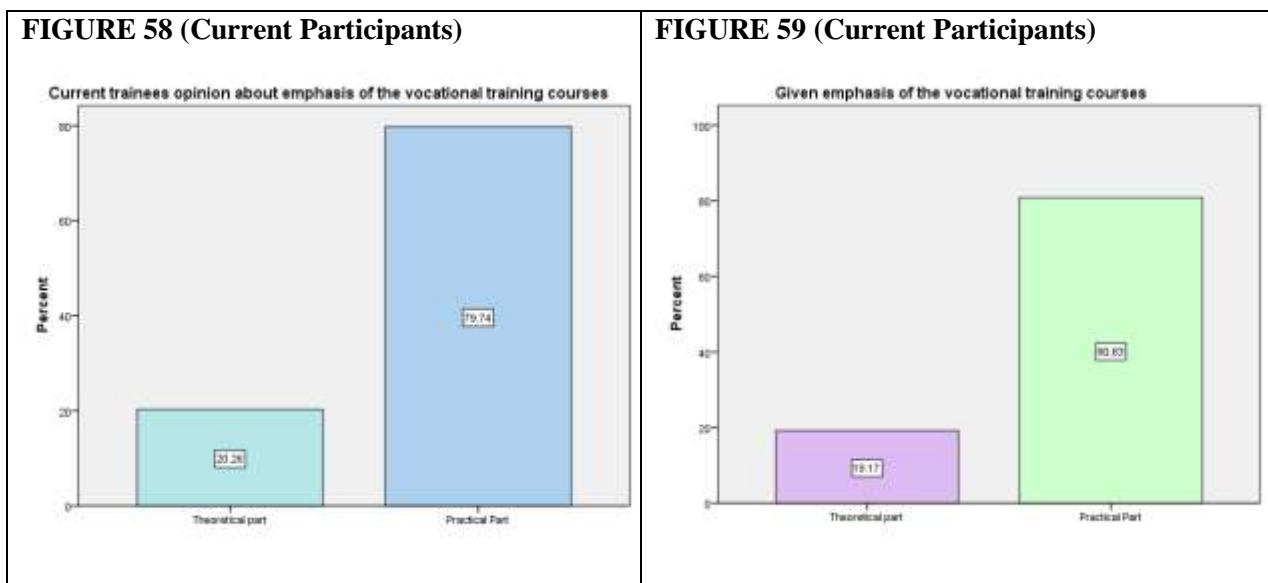 FIGURE 58 (Current Participants)
Current trainees opinion about emphasis of the vocational training courses
Percent
80
60
40
20
0
79.74
20.26
Theoretical part
Practical Part
FIGURE 59 (Current Participants)
Given emphasis of the vocational training courses
Percent
100
80
60
40
20
0
80.83
19.17
Theoretical part
Practical Part